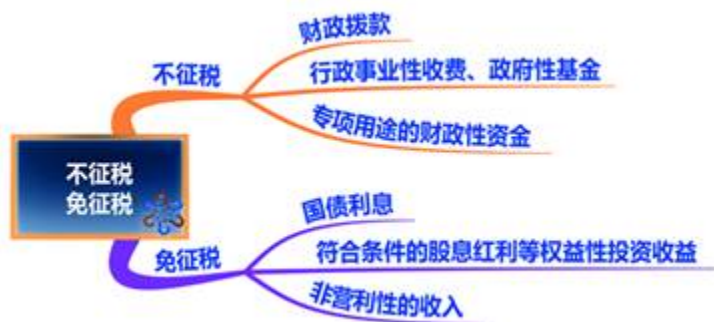 不征税
免征税
不征税
财政拨款
行政事业性收费、政府性基金
专项用途的财政性资金
免征税
国债利息
符合条件的股息红利等权益性投资收益
非营利性的收入